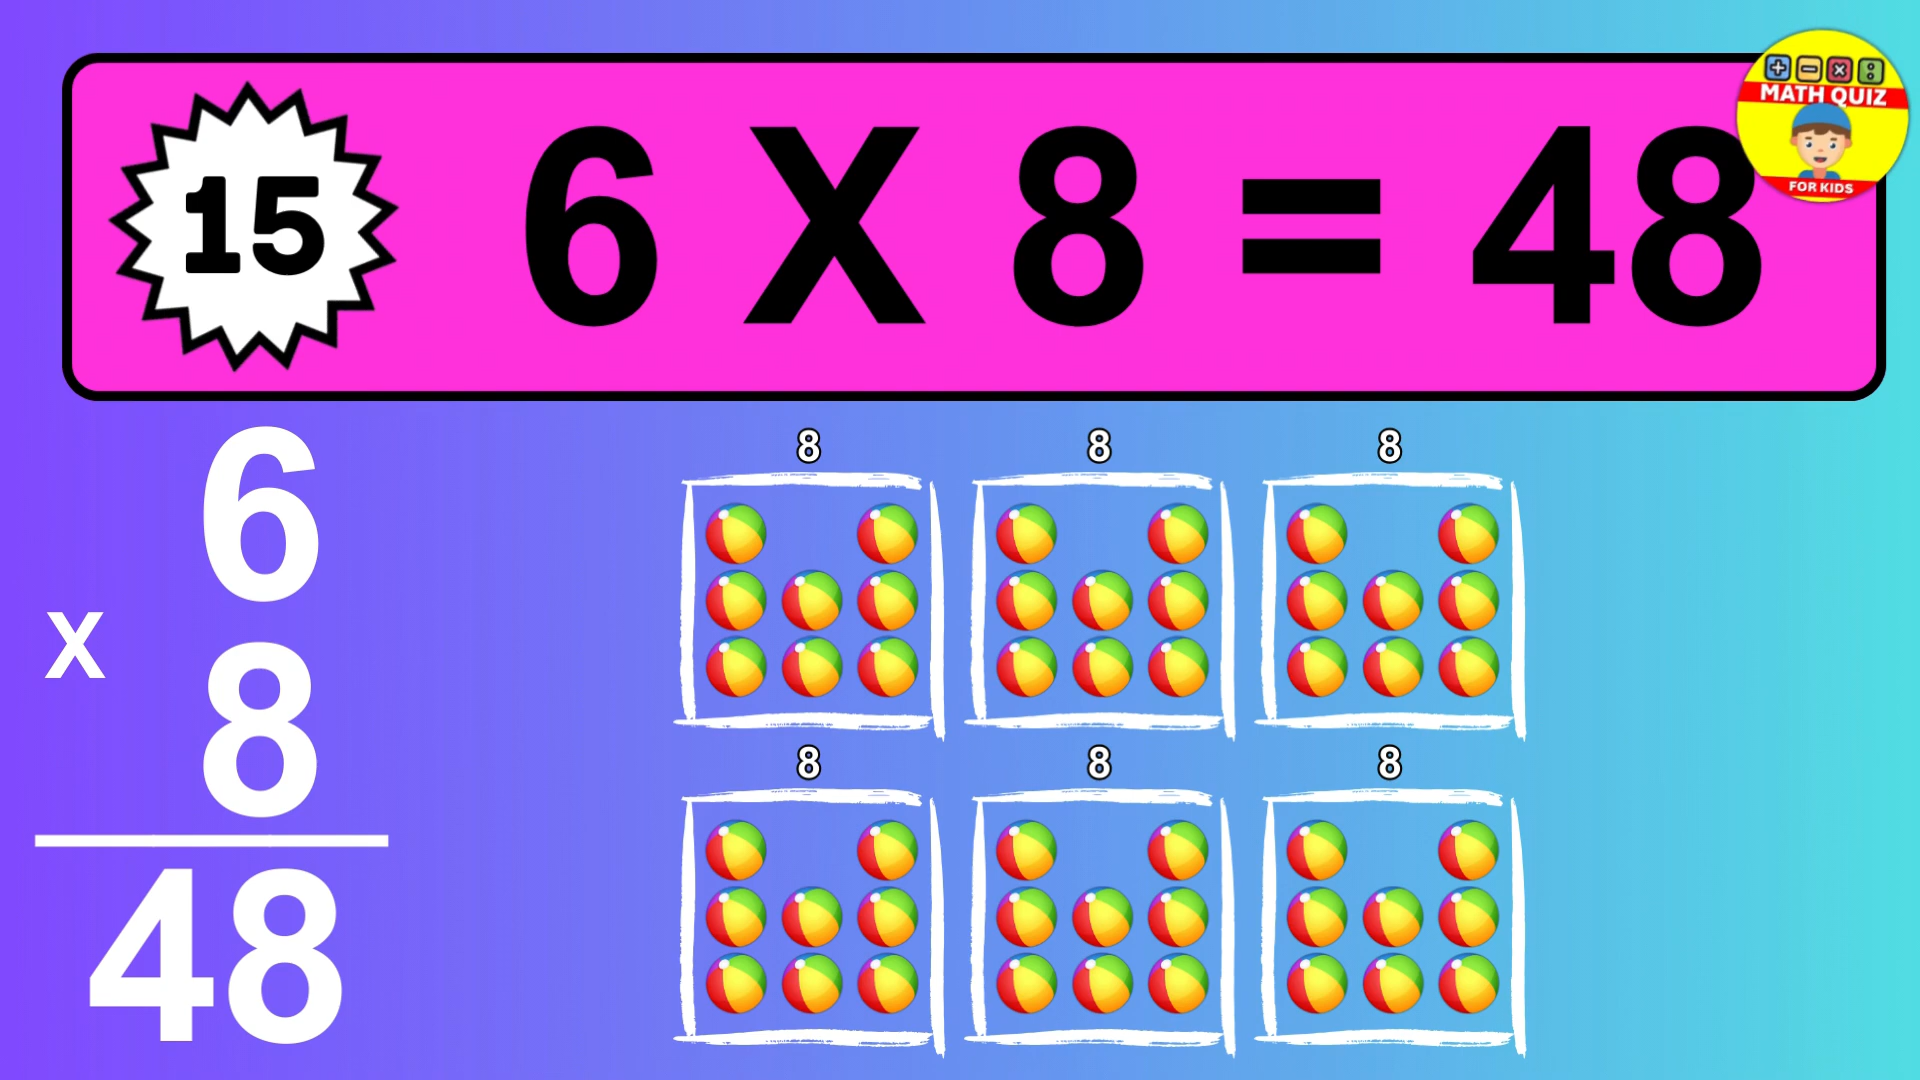 15
6 X 8 = 48
+ − × :
MATH QUIZ
FOR KIDS
6
X
8
48
8 8 8
8 8 8